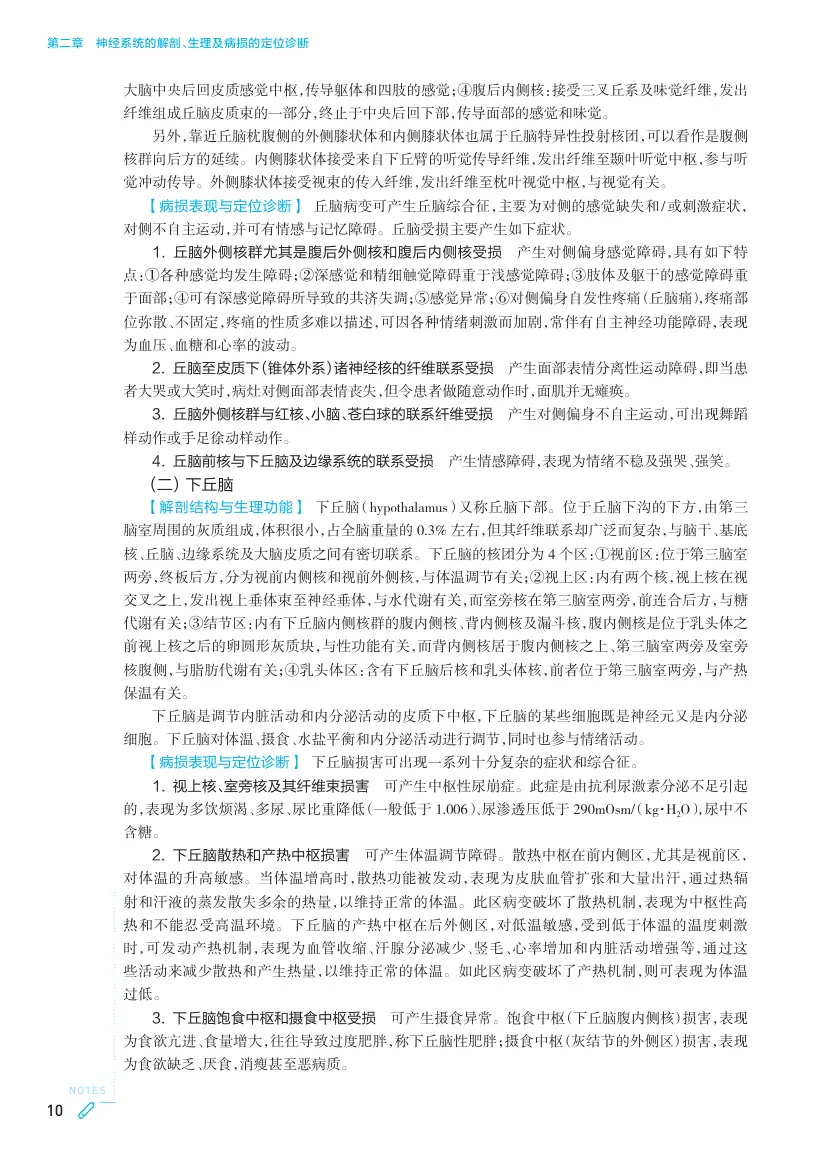 第二章　神经系统的解剖、生理及病损的定位诊断
大脑中央后回皮质感觉中枢,传导躯体和四肢的感觉;④腹后内侧核:接受三叉丘系及味觉纤维,发出
纤维组成丘脑皮质束的一部分,终止于中央后回下部,传导面部的感觉和味觉。
另外,靠近丘脑枕腹侧的外侧膝状体和内侧膝状体也属于丘脑特异性投射核团,可以看作是腹侧
核群向后方的延续。内侧膝状体接受来自下丘臂的听觉传导纤维,发出纤维至颞叶听觉中枢,参与听
觉冲动传导。外侧膝状体接受视束的传入纤维,发出纤维至枕叶视觉中枢,与视觉有关。
【病损表现与定位诊断】 丘脑病变可产生丘脑综合征,主要为对侧的感觉缺失和/或刺激症状,
对侧不自主运动,并可有情感与记忆障碍。丘脑受损主要产生如下症状。
1. 丘脑外侧核群尤其是腹后外侧核和腹后内侧核受损　产生对侧偏身感觉障碍,具有如下特
点:①各种感觉均发生障碍;②深感觉和精细触觉障碍重于浅感觉障碍;③肢体及躯干的感觉障碍重
于面部;④可有深感觉障碍所导致的共济失调;⑤感觉异常;⑥对侧偏身自发性疼痛(丘脑痛),疼痛部
位弥散、不固定,疼痛的性质多难以描述,可因各种情绪刺激而加剧,常伴有自主神经功能障碍,表现
为血压、血糖和心率的波动。
2. 丘脑至皮质下(锥体外系)诸神经核的纤维联系受损　产生面部表情分离性运动障碍,即当患
者大哭或大笑时,病灶对侧面部表情丧失,但令患者做随意动作时,面肌并无瘫痪。
3. 丘脑外侧核群与红核、小脑、苍白球的联系纤维受损　产生对侧偏身不自主运动,可出现舞蹈
样动作或手足徐动样动作。
4. 丘脑前核与下丘脑及边缘系统的联系受损　产生情感障碍,表现为情绪不稳及强哭、强笑。
(二)下丘脑
【解剖结构与生理功能】 下丘脑(hypothalamus)又称丘脑下部。位于丘脑下沟的下方,由第三
脑室周围的灰质组成,体积很小,占全脑重量的 0.3% 左右,但其纤维联系却广泛而复杂,与脑干、基底
核、丘脑、边缘系统及大脑皮质之间有密切联系。下丘脑的核团分为 4 个区:①视前区:位于第三脑室
两旁,终板后方,分为视前内侧核和视前外侧核,与体温调节有关;②视上区:内有两个核,视上核在视
交叉之上,发出视上垂体束至神经垂体,与水代谢有关,而室旁核在第三脑室两旁,前连合后方,与糖
代谢有关;③结节区:内有下丘脑内侧核群的腹内侧核、背内侧核及漏斗核,腹内侧核是位于乳头体之
前视上核之后的卵圆形灰质块,与性功能有关,而背内侧核居于腹内侧核之上、第三脑室两旁及室旁
核腹侧,与脂肪代谢有关;④乳头体区:含有下丘脑后核和乳头体核,前者位于第三脑室两旁,与产热
保温有关。
下丘脑是调节内脏活动和内分泌活动的皮质下中枢,下丘脑的某些细胞既是神经元又是内分泌
细胞。下丘脑对体温、摄食、水盐平衡和内分泌活动进行调节,同时也参与情绪活动。
【病损表现与定位诊断】 下丘脑损害可出现一系列十分复杂的症状和综合征。
1. 视上核、室旁核及其纤维束损害　可产生中枢性尿崩症。此症是由抗利尿激素分泌不足引起
的,表现为多饮烦渴、多尿、尿比重降低(一般低于 1.006)、尿渗透压低于 290mOsm/(kg·H₂O),尿中不
含糖。
2. 下丘脑散热和产热中枢损害　可产生体温调节障碍。散热中枢在前内侧区,尤其是视前区,
对体温的升高敏感。当体温增高时,散热功能被发动,表现为皮肤血管扩张和大量出汗,通过热辐
射和汗液的蒸发散失多余的热量,以维持正常的体温。此区病变破坏了散热机制,表现为中枢性高
热和不能忍受高温环境。下丘脑的产热中枢在后外侧区,对低温敏感,受到低于体温的温度刺激
时,可发动产热机制,表现为血管收缩、汗腺分泌减少、竖毛、心率增加和内脏活动增强等,通过这
些活动来减少散热和产生热量,以维持正常的体温。如此区病变破坏了产热机制,则可表现为体温
过低。
3. 下丘脑饱食中枢和摄食中枢受损　可产生摄食异常。饱食中枢(下丘脑腹内侧核)损害,表现
为食欲亢进、食量增大,往往导致过度肥胖,称下丘脑性肥胖;摄食中枢(灰结节的外侧区)损害,表现
为食欲缺乏、厌食,消瘦甚至恶病质。
NOTES
10